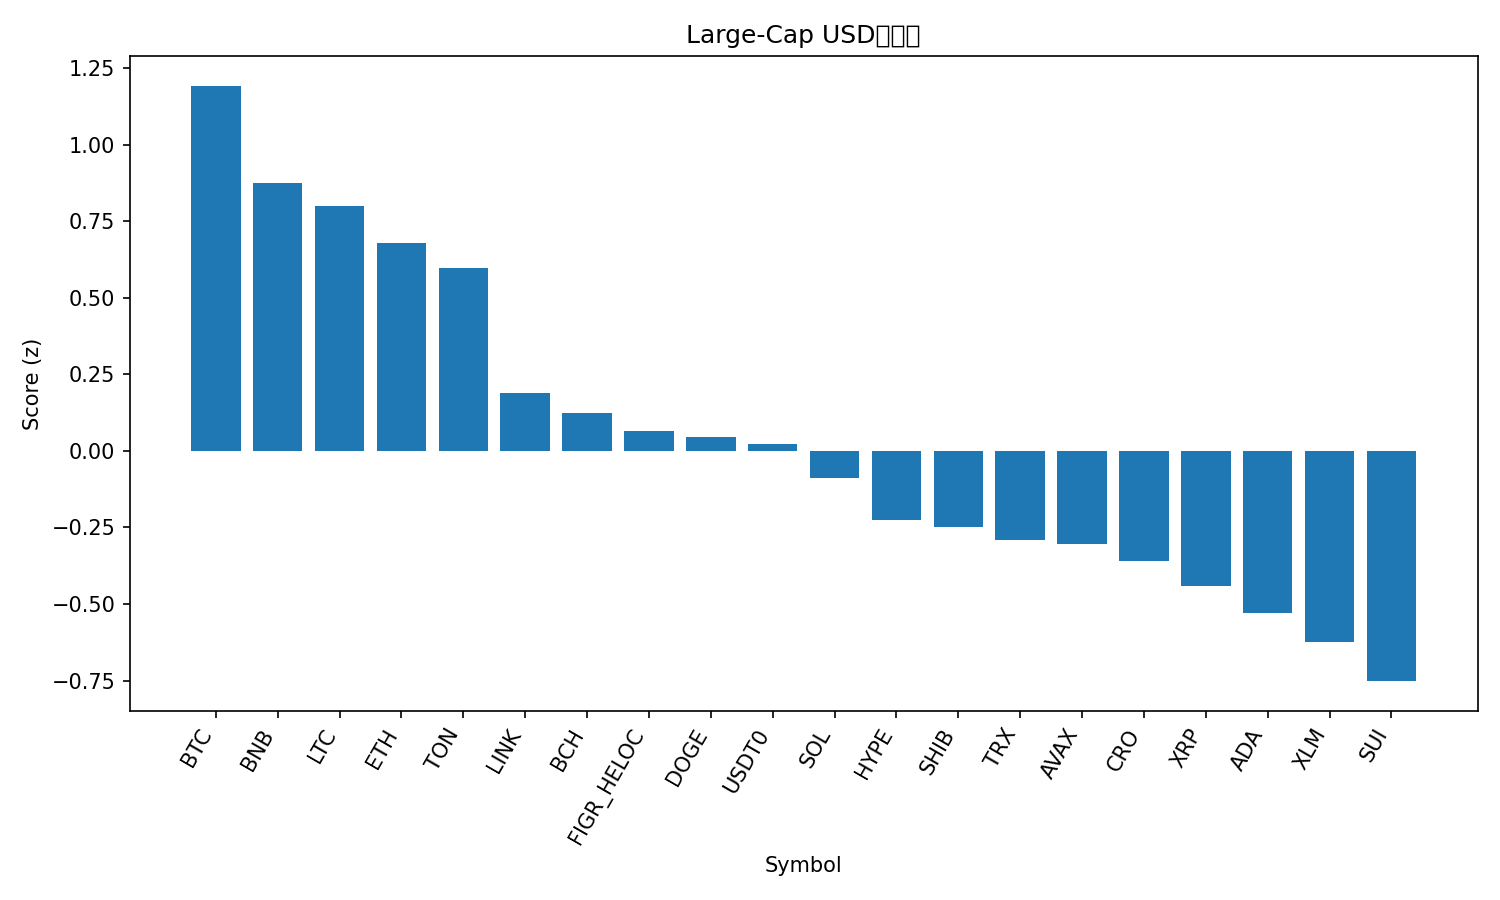 Large-Cap USD
1.25
1.00
0.75
0.50
0.25
0.00
−0.25
−0.50
−0.75
Score (z)
BTC
BNB
LTC
ETH
TON
LINK
BCH
FIGR_HELOC
DOGE
USDT0
SOL
HYPE
SHIB
TRX
AVAX
CRO
XRP
ADA
XLM
SUI
Symbol